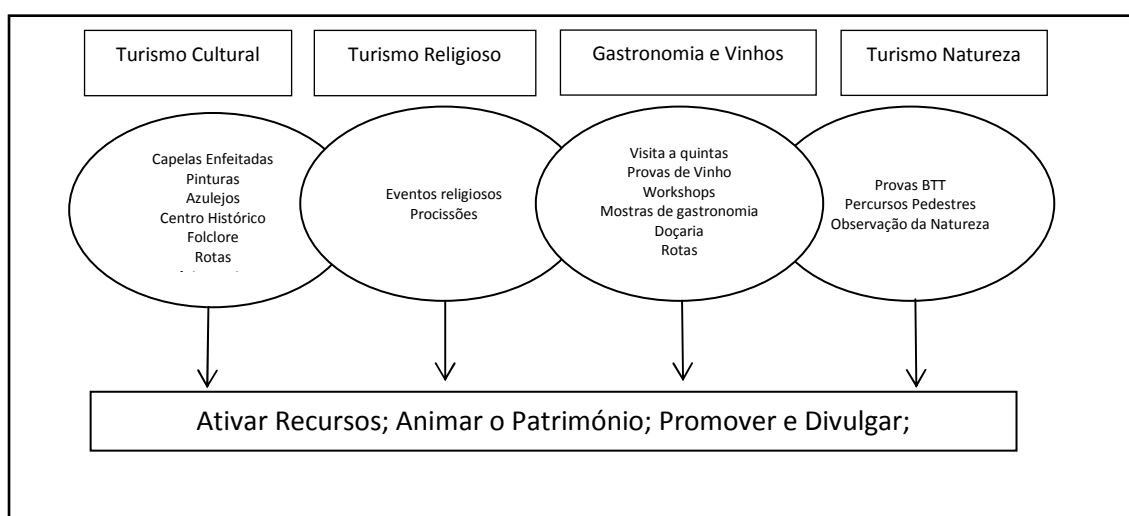 Turismo Cultural
Turismo Religioso
Gastronomia e Vinhos
Turismo Natureza
Capelas Enfeitadas
Pinturas
Azulejos
Centro Histórico
Folclore
Rotas
Eventos religiosos
Procissões
Visita a quintas
Provas de Vinho
Workshops
Mostras de gastronomia
Doçaria
Rotas
Provas BTT
Percursos Pedestres
Observação da Natureza
Ativar Recursos; Animar o Património; Promover e Divulgar;